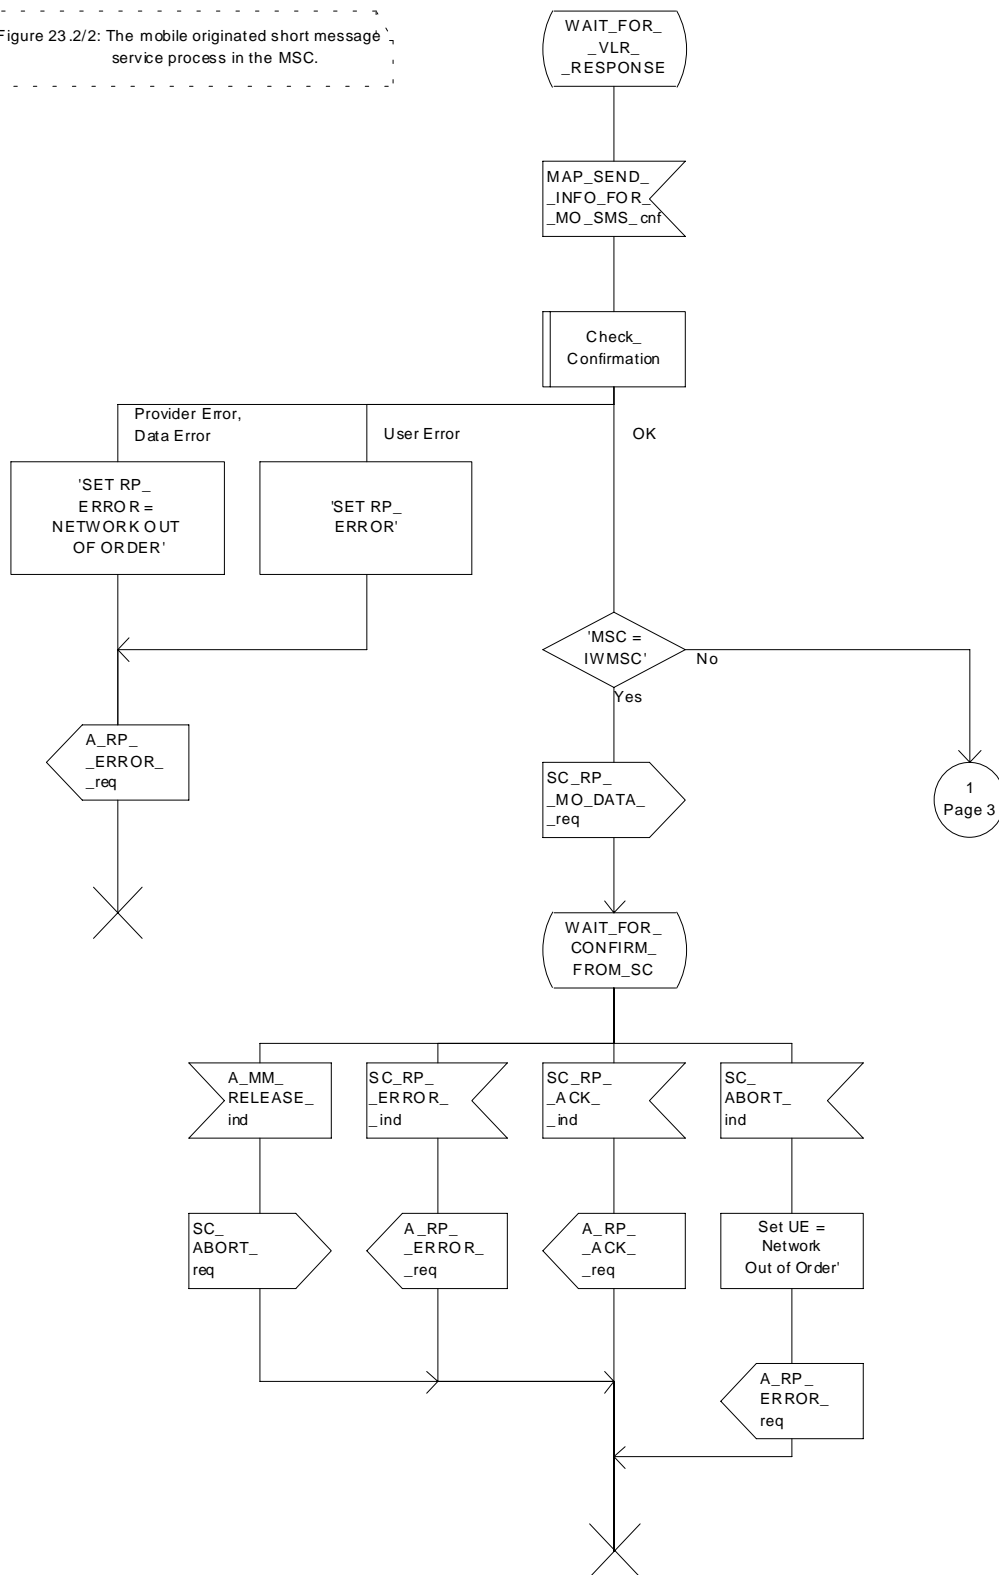 Figure 23.2/2: The mobile originated short message
service process in the MSC.
WAIT_FOR_
_VLR_
_RESPONSE
MAP_SEND_
_INFO_FOR_
_MO_SMS_cnf
Check_
Confirmation
Provider Error,
Data Error
User Error
OK
'SET RP_
ERROR =
NETWORK OUT
OF ORDER'
'SET RP_
ERROR'
'MSC =
IWMSC'
No
Yes
A_RP_
_ERROR_
_req
SC_RP_
_MO_DATA_
_req
1
Page 3
WAIT_FOR_
CONFIRM_
FROM_SC
A_MM_
RELEASE_
ind
SC_RP_
_ERROR_
_ind
SC_RP_
_ACK_
_ind
SC_
ABORT_
ind
SC_
ABORT_
req
A_RP_
_ERROR_
_req
A_RP_
_ACK_
_req
Set UE =
Network
Out of Order'
A_RP_
ERROR_
req